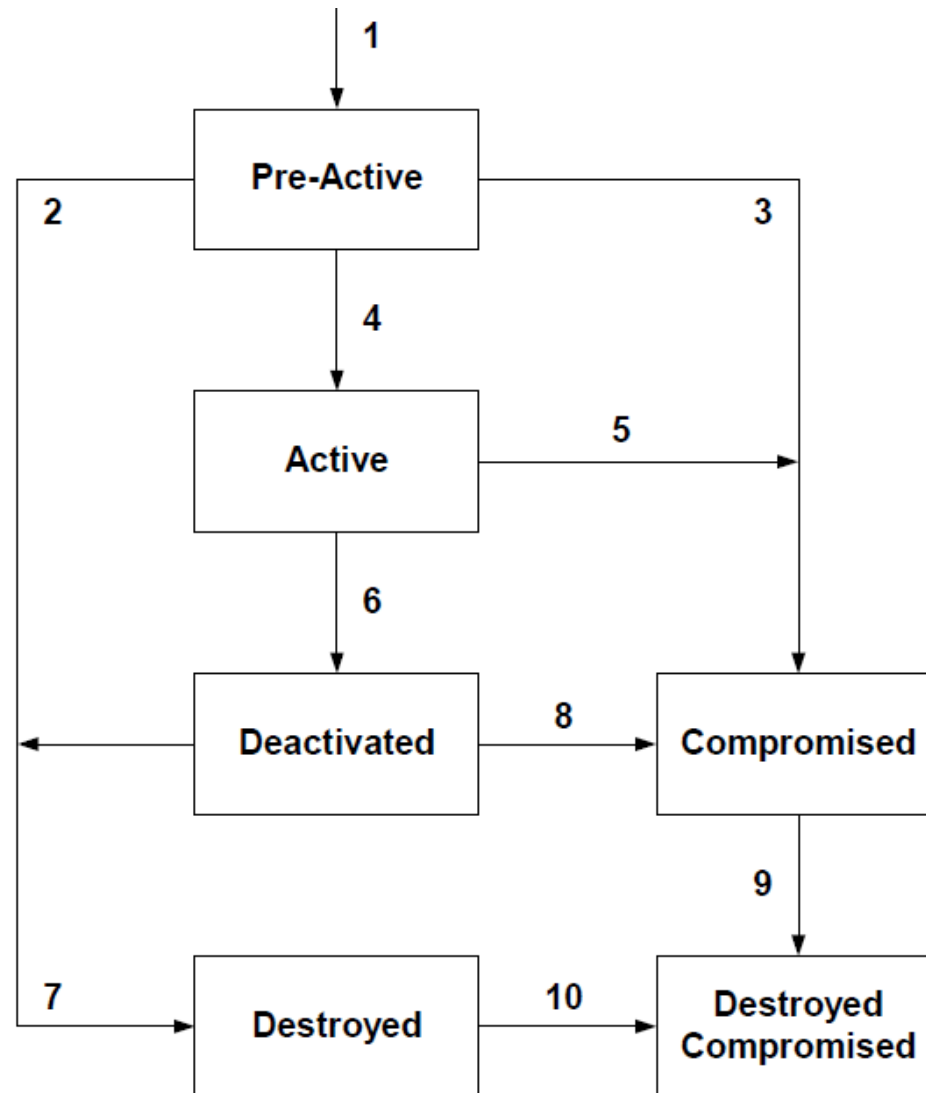 1
Pre-Active
2
3
4
Active
5
6
Deactivated
8
Compromised
9
7
Destroyed
10
Destroyed
Compromised